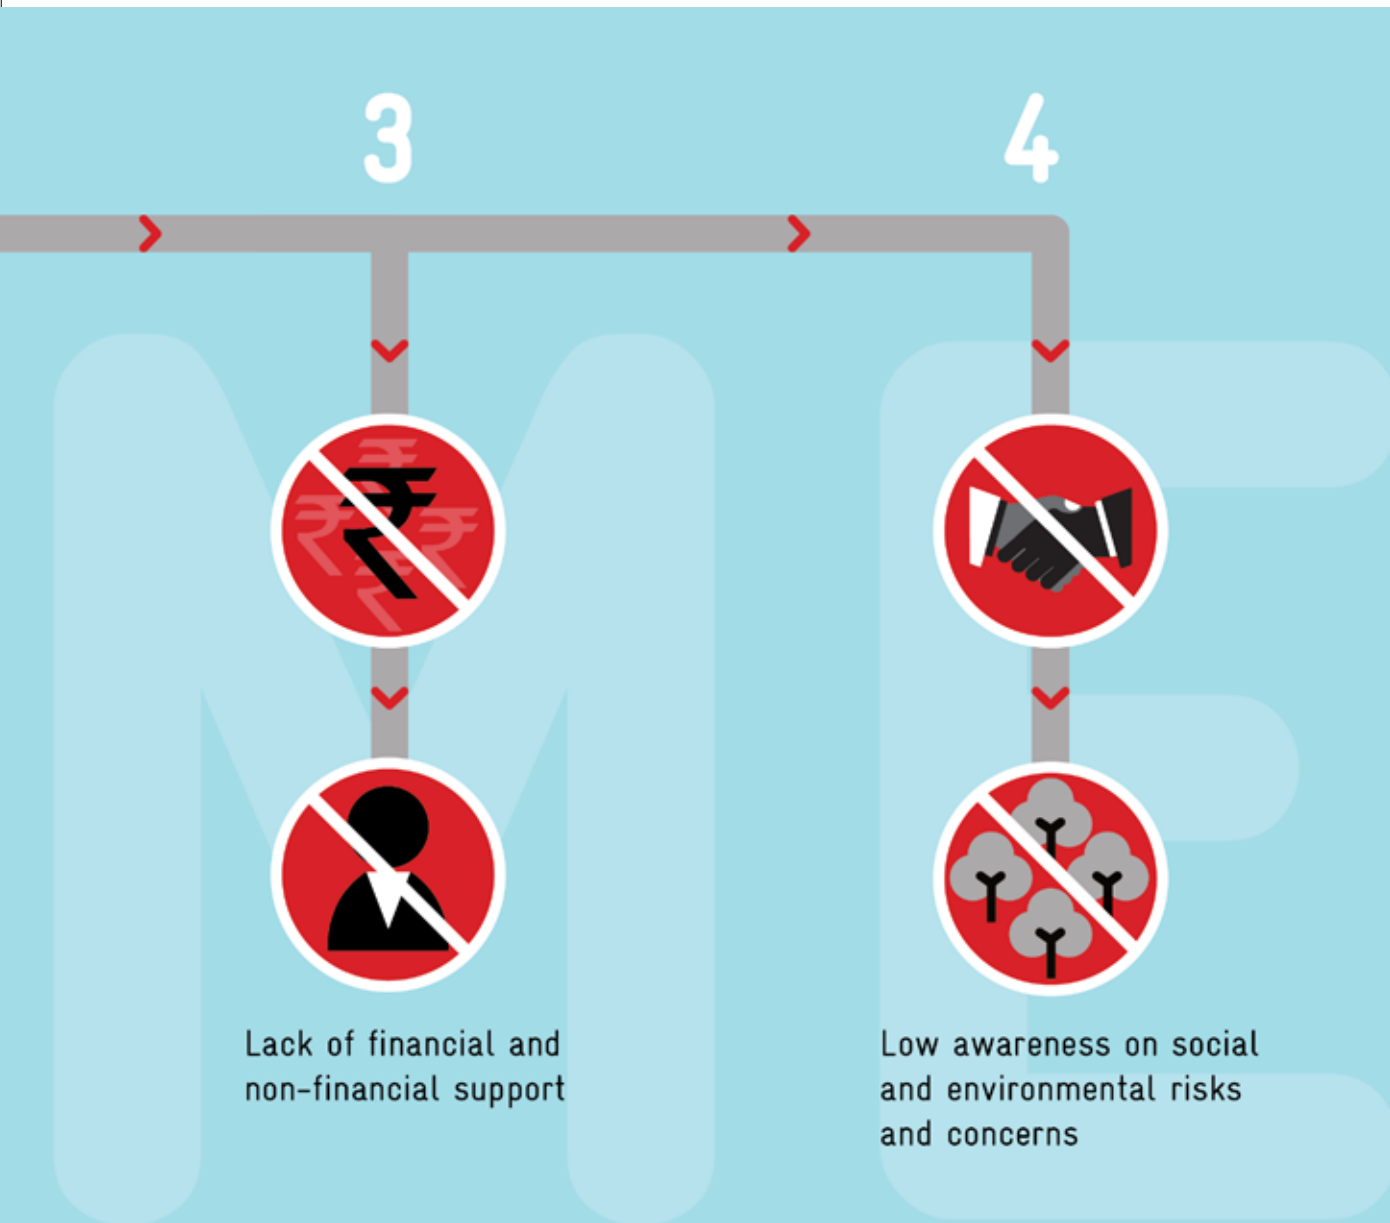 3
4
M E
₹
Lack of financial and
non-financial support
Low awareness on social
and environmental risks
and concerns